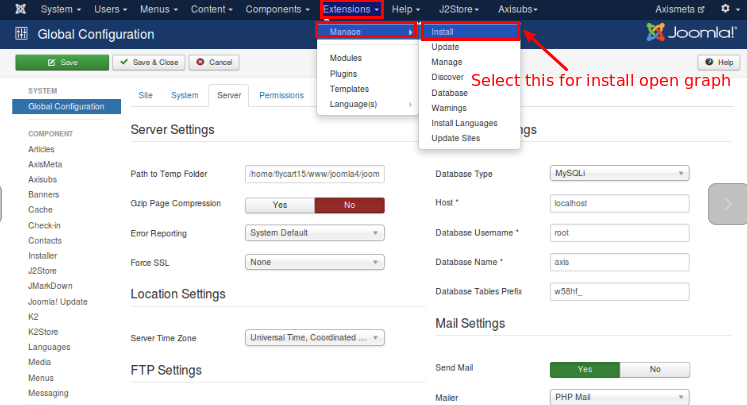 System Users Menus Content Components Extensions Help J2Store Axisubs Axismeta
Global Configuration Joomla!
Save Save & Close Cancel Help
Manage
Modules
Plugins
Templates
Language(s)
Install
Update
Manage
Discover
Database
Warnings
Install Languages
Update Sites
Select this for install open graph
SYSTEM
Global Configuration
COMPONENT
Articles
AxisMeta
Axisubs
Banners
Cache
Check-in
Contacts
Installer
J2Store
JMarkDown
Joomla! Update
K2
K2Store
Languages
Media
Menus
Messaging
Site System Server Permissions
Server Settings
Path to Temp Folder /home/flycart15/www/joomla4/joom
Gzip Page Compression Yes No
Error Reporting System Default
Force SSL None
Location Settings
Server Time Zone Universal Time, Coordinated ...
FTP Settings
ngs
Database Type MySQLi
Host * localhost
Database Username * root
Database Name * axis
Database Tables Prefix w58hf_
Mail Settings
Send Mail Yes No
Mailer PHP Mail